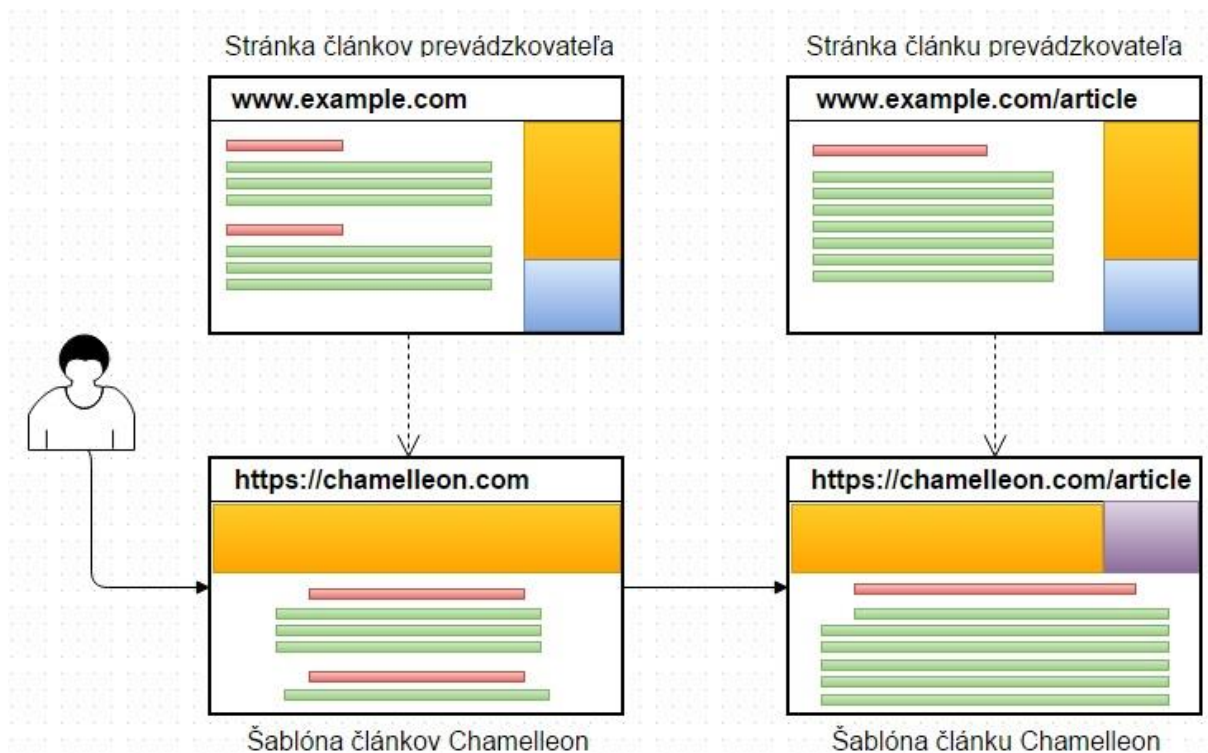 Stránka článkov prevádzkovateľa
Stránka článku prevádzkovateľa
www.example.com
www.example.com/article
https://chamelleon.com
https://chamelleon.com/article
Šablóna článkov Chamelleon
Šablóna článku Chamelleon